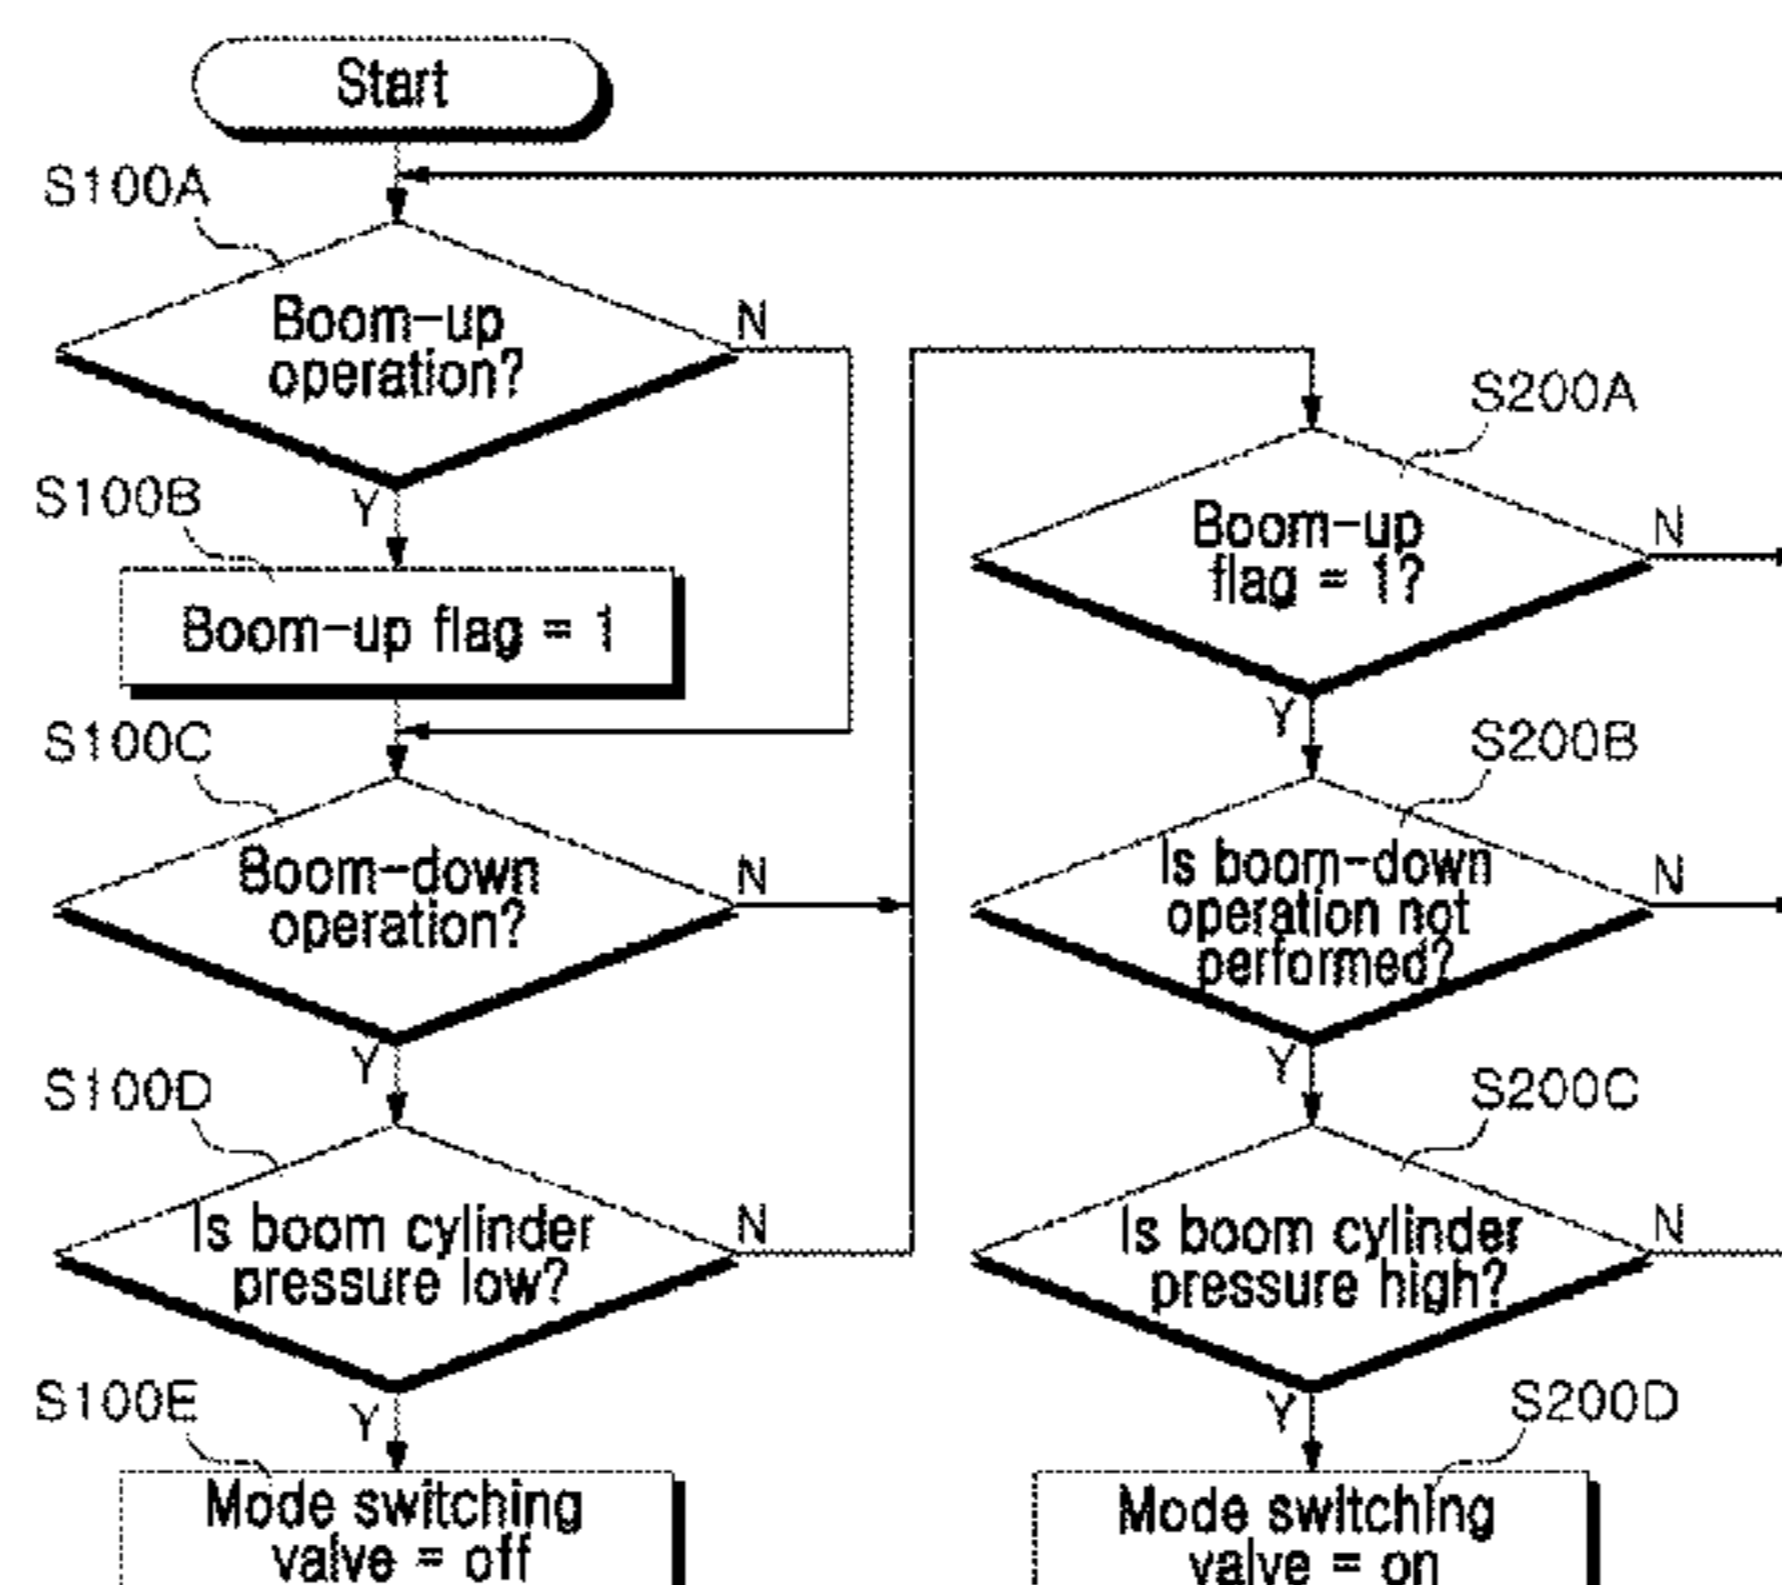 Start
S100A
Boom-up
operation?
N
Y
S100B
Boom-up flag = 1
S100C
Boom-down
operation?
N
Y
S100D
Is boom cylinder
pressure low?
N
Y
S100E
Mode switching
valve = off
S200A
Boom-up
flag = 1?
N
Y
S200B
Is boom-down
operation not
performed?
N
Y
S200C
Is boom cylinder
pressure high?
N
Y
S200D
Mode switching
valve = on